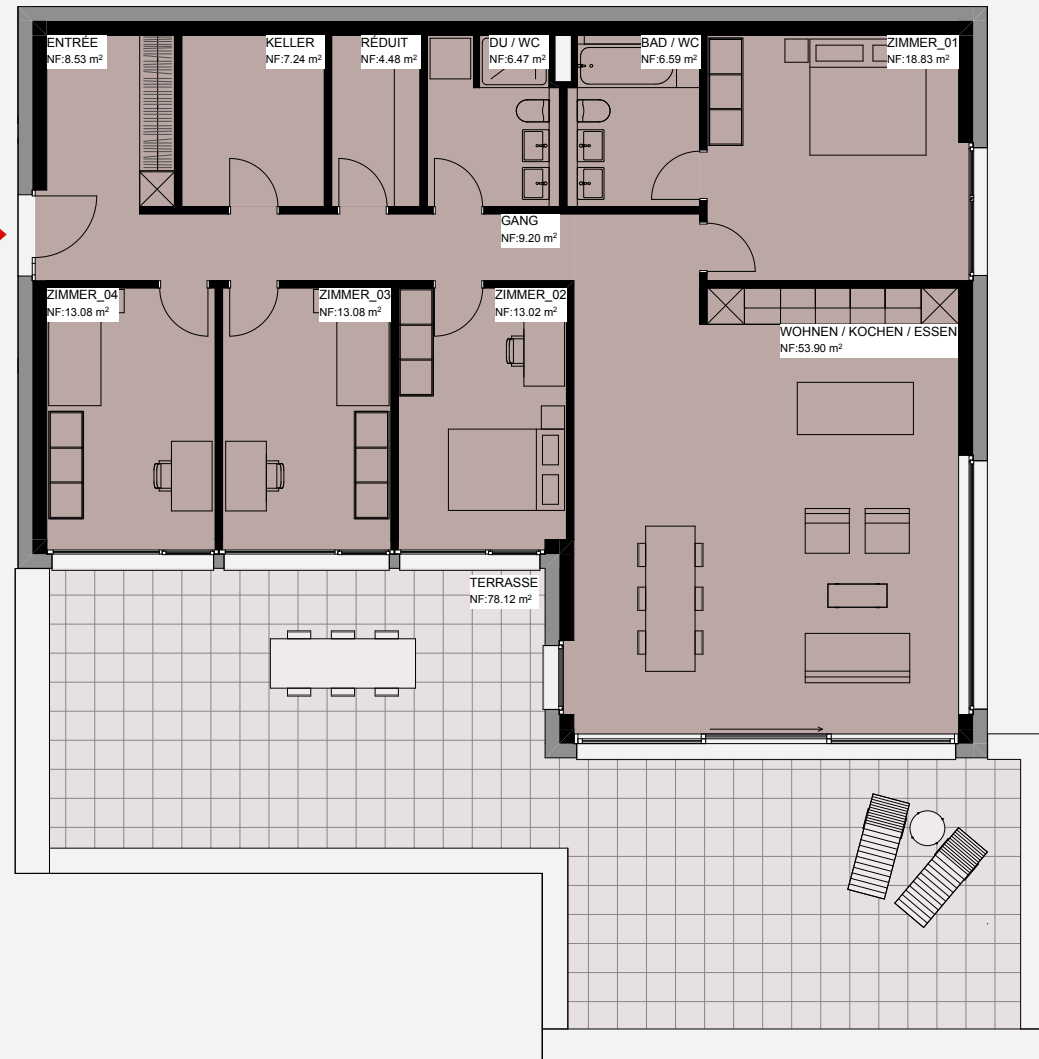 ENTRÉE
NF:8.53 m²
KELLER
NF:7.24 m²
RÉDUIT
NF:4.48 m²
DU / WC
NF:6.47 m²
BAD / WC
NF:6.59 m²
ZIMMER_01
NF:18.83 m²
GANG
NF:9.20 m²
ZIMMER_04
NF:13.08 m²
ZIMMER_03
NF:13.08 m²
ZIMMER_02
NF:13.02 m²
WOHNEN / KOCHEN / ESSEN
NF:53.90 m²
TERRASSE
NF:78.12 m²